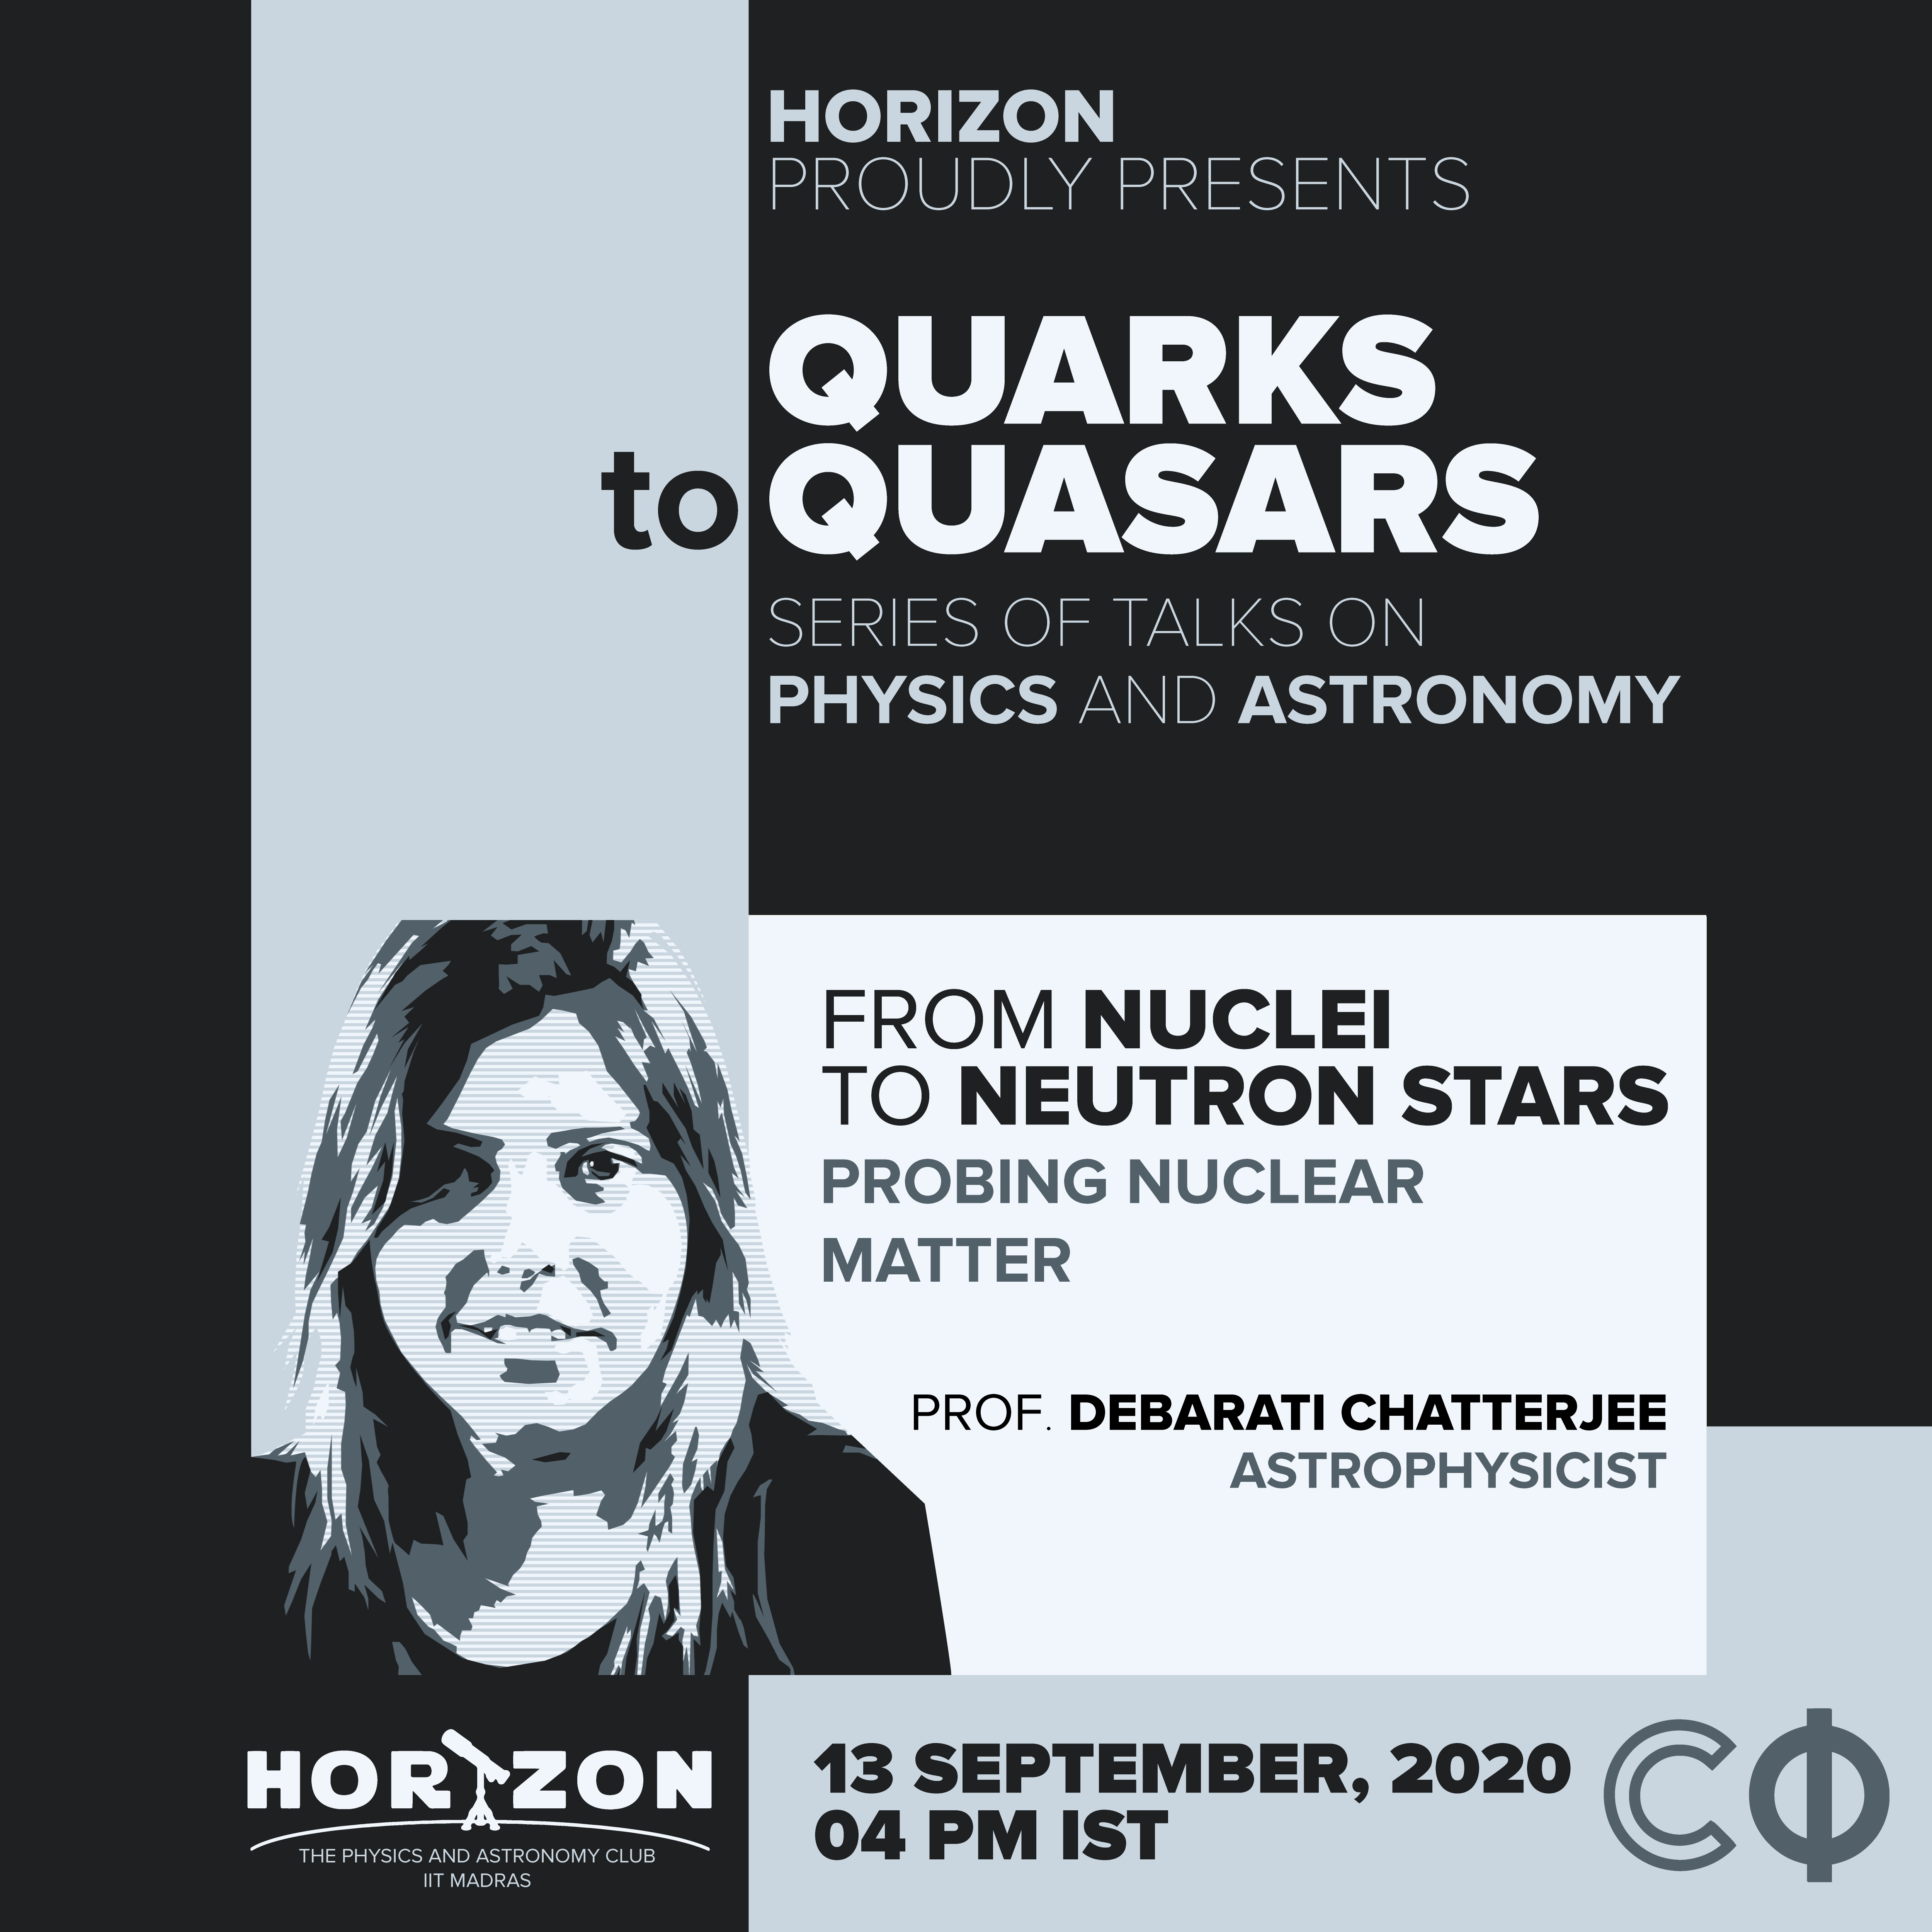 HORIZON
PROUDLY PRESENTS
QUARKS
to QUASARS
SERIES OF TALKS ON
PHYSICS AND ASTRONOMY
FROM NUCLEI
TO NEUTRON STARS
PROBING NUCLEAR
MATTER
PROF. DEBARATI CHATTERJEE
ASTROPHYSICIST
HORIZON
THE PHYSICS AND ASTRONOMY CLUB
IIT MADRAS
13 SEPTEMBER, 2020
04 PM IST